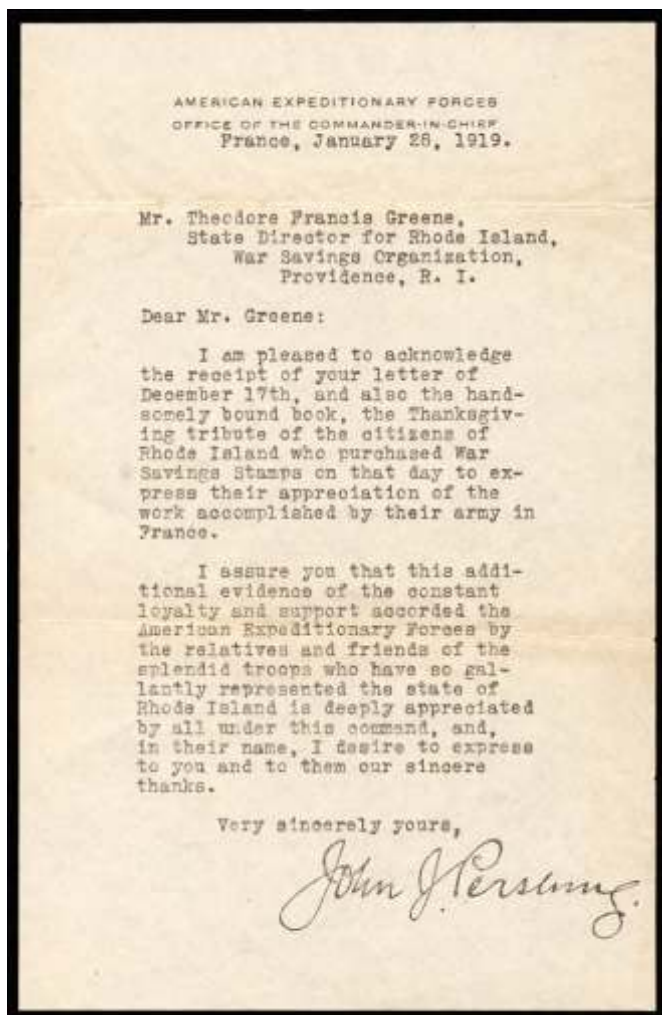 AMERICAN EXPEDITIONARY FORCES
OFFICE OF THE COMMANDER-IN-CHIEF
France, January 28, 1919.
Mr. Theodore Francis Greene,
State Director for Rhode Island,
War Savings Organization,
Providence, R. I.
Dear Mr. Greene:
I am pleased to acknowledge
the receipt of your letter of
December 17th, and also the hand-
somely bound book, the Thanksgiv-
ing tribute of the citizens of
Rhode Island who purchased War
Savings Stamps on that day to ex-
press their appreciation of the
work accomplished by their army in
France.
I assure you that this addi-
tional evidence of the constant
loyalty and support accorded the
American Expeditionary Forces by
the relatives and friends of the
splendid troops who have so gal-
lantly represented the state of
Rhode Island is deeply appreciated
by all under this command, and,
in their name, I desire to express
to you and to them our sincere
thanks.
Very sincerely yours,
John J. Pershing.